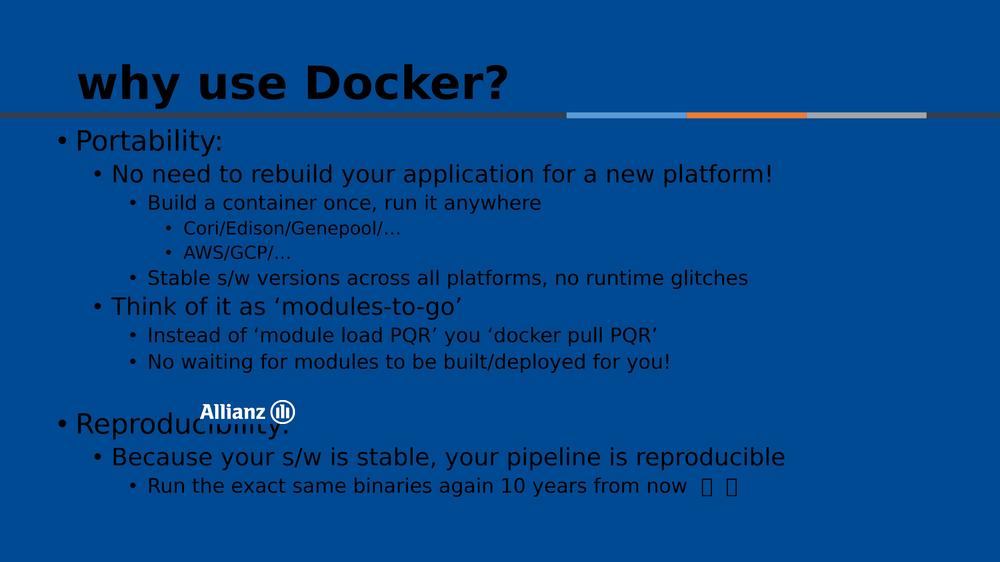 why use Docker?
• Portability:
• No need to rebuild your application for a new platform!
• Build a container once, run it anywhere
• Cori/Edison/Genepool/…
• AWS/GCP/…
• Stable s/w versions across all platforms, no runtime glitches
• Think of it as ‘modules-to-go’
• Instead of ‘module load PQR’ you ‘docker pull PQR’
• No waiting for modules to be built/deployed for you!
Allianz
• Reproducibility:
• Because your s/w is stable, your pipeline is reproducible
• Run the exact same binaries again 10 years from now